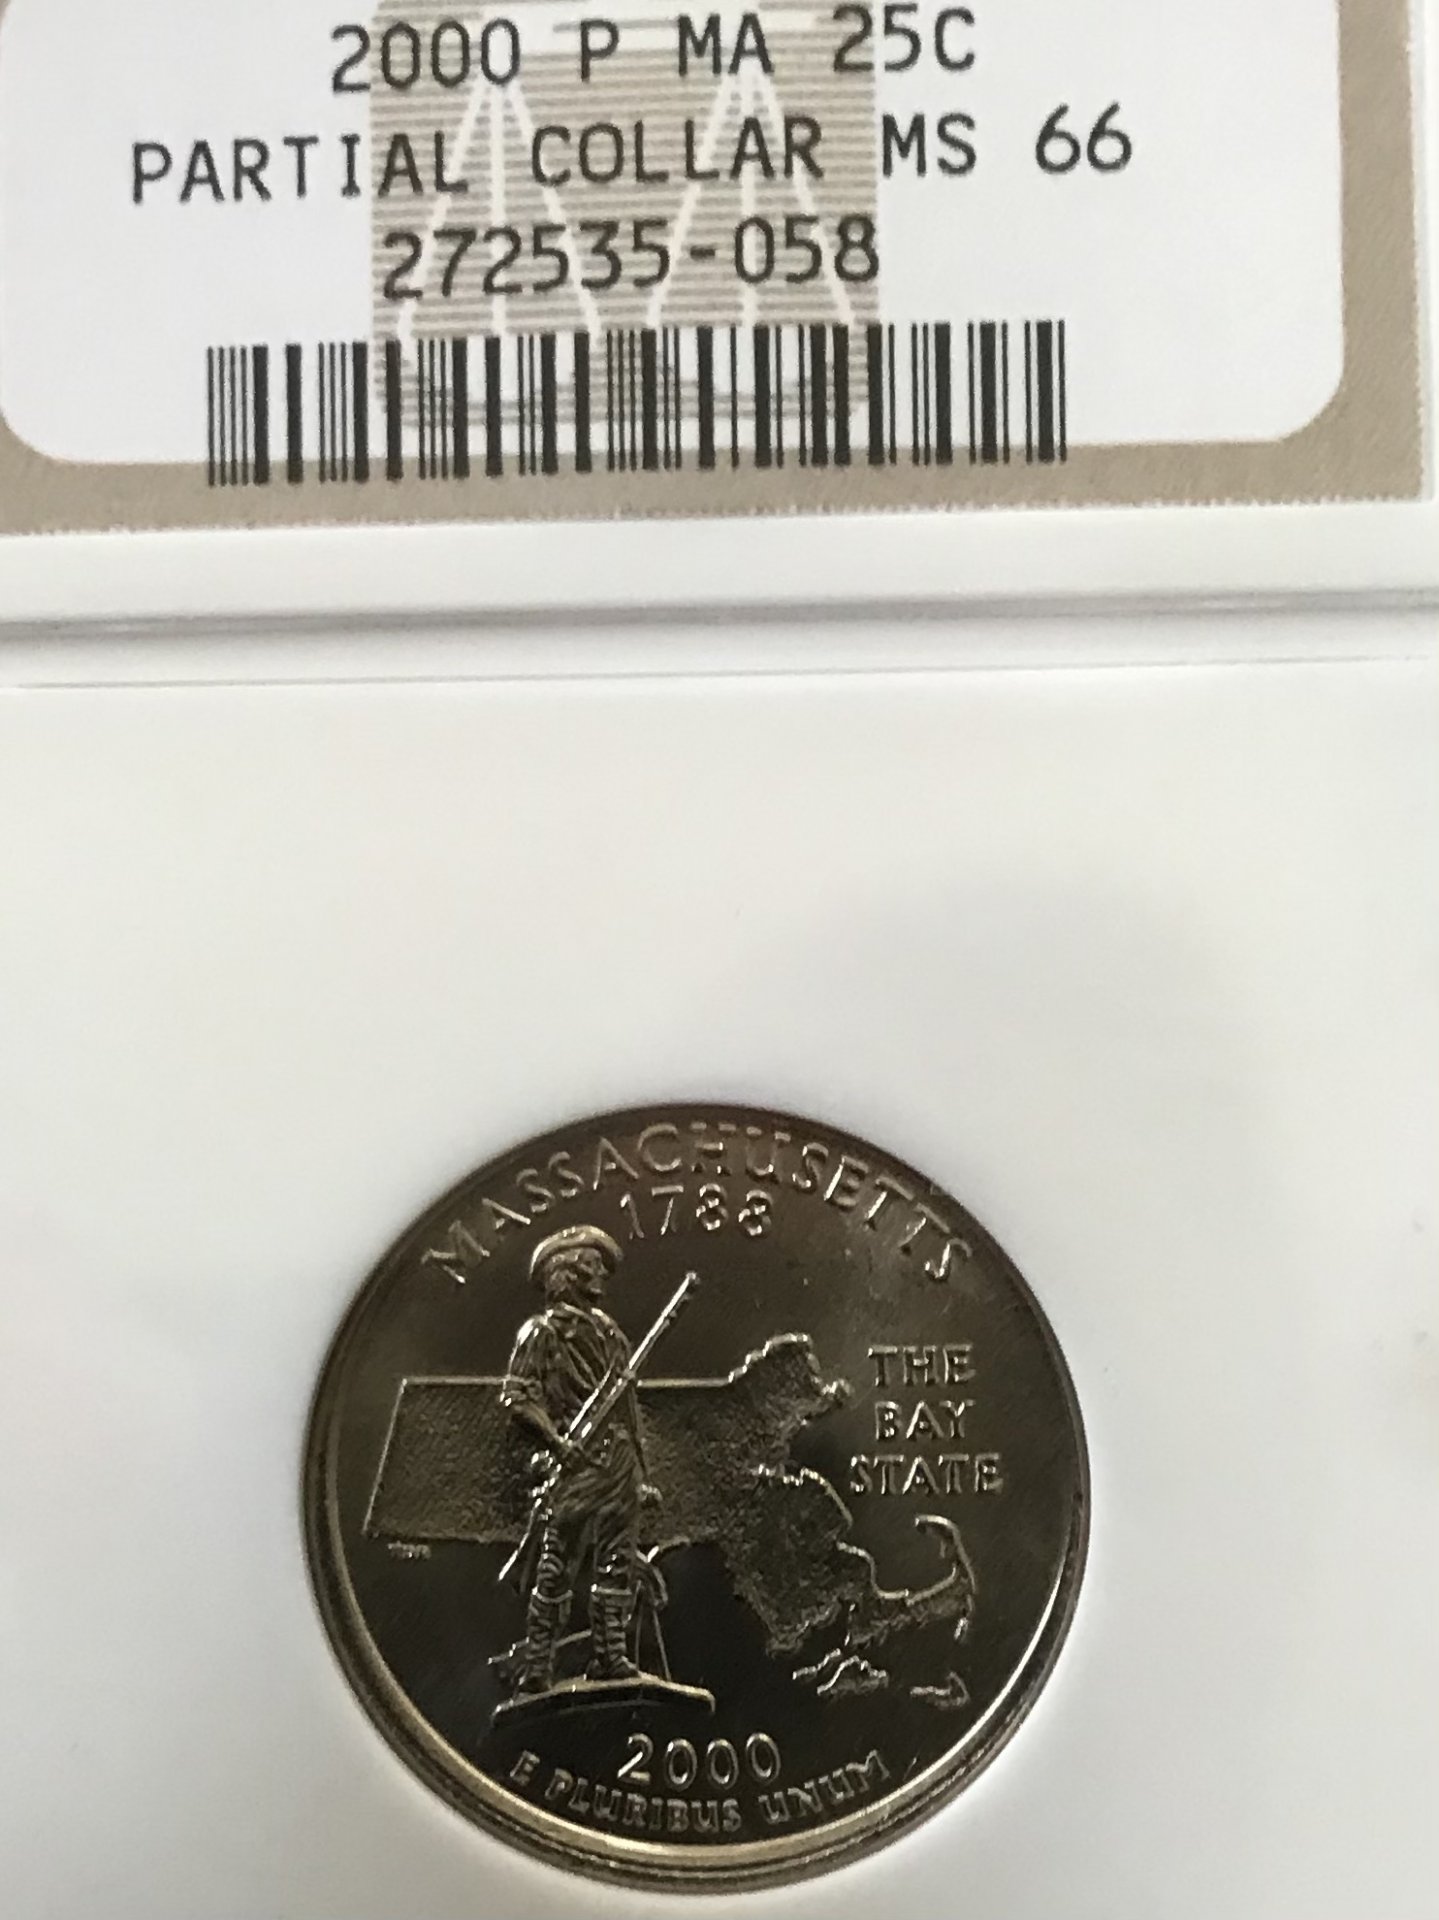 2000 P MA 25C
PARTIAL COLLAR MS 66
272535-058
MASSACHUSETTS
1788
THE
BAY
STATE
2000
E PLURIBUS UNUM